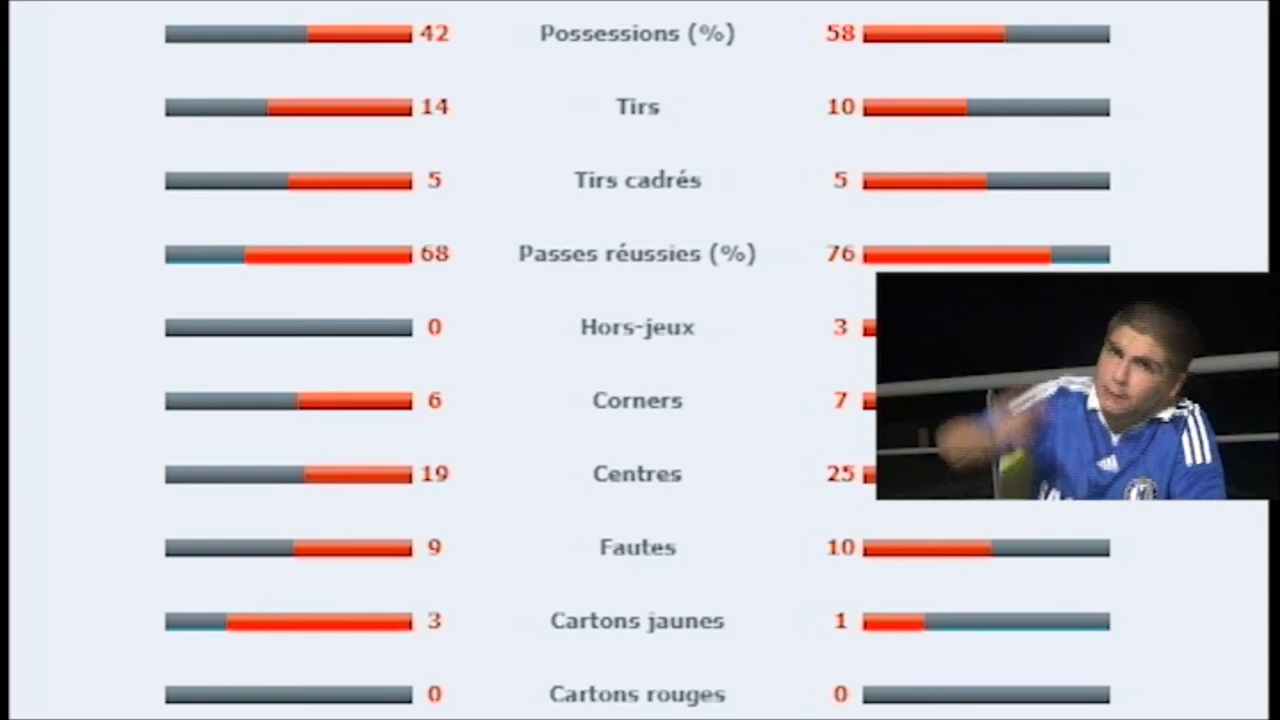 42 Possessions (%) 58
14 Tirs 10
5 Tirs cadrés 5
68 Passes réussies (%) 76
0 Hors-jeux 3
6 Corners 7
19 Centres 25
9 Fautes 10
3 Cartons jaunes 1
0 Cartons rouges 0